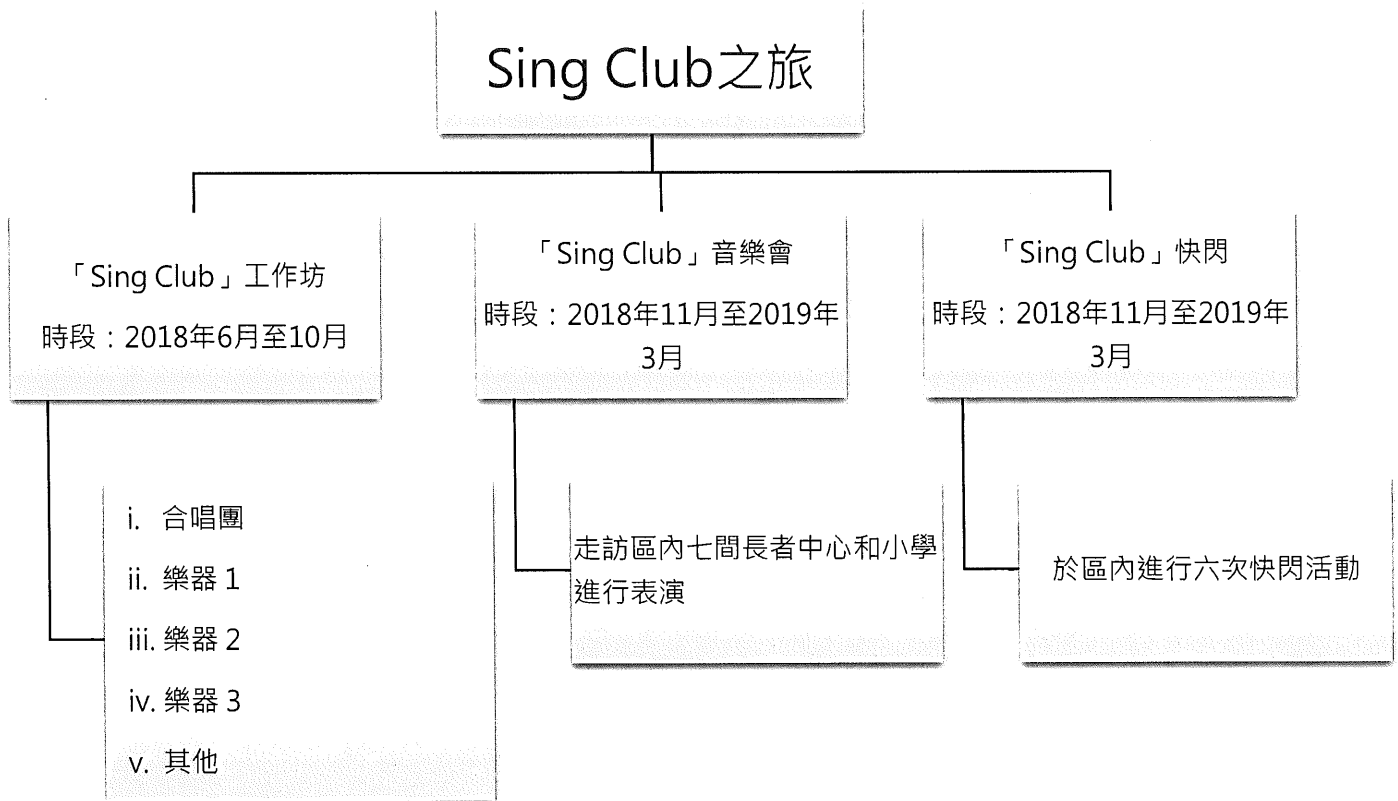 Sing Club之旅
「Sing Club」工作坊
時段：2018年6月至10月
i. 合唱團
ii. 樂器 1
iii. 樂器 2
iv. 樂器 3
v. 其他
「Sing Club」音樂會
時段：2018年11月至2019年
3月
走訪區內七間長者中心和小學
進行表演
「Sing Club」快閃
時段：2018年11月至2019年
3月
於區內進行六次快閃活動